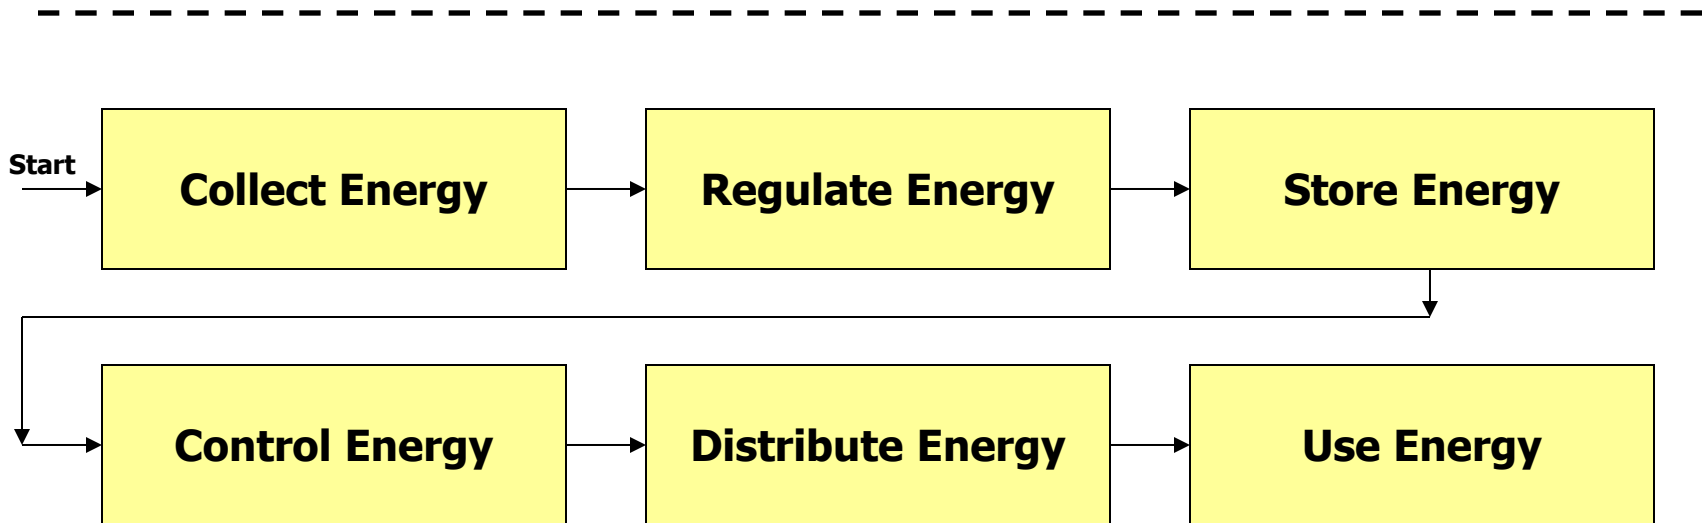 Start
Collect Energy
Regulate Energy
Store Energy
Control Energy
Distribute Energy
Use Energy